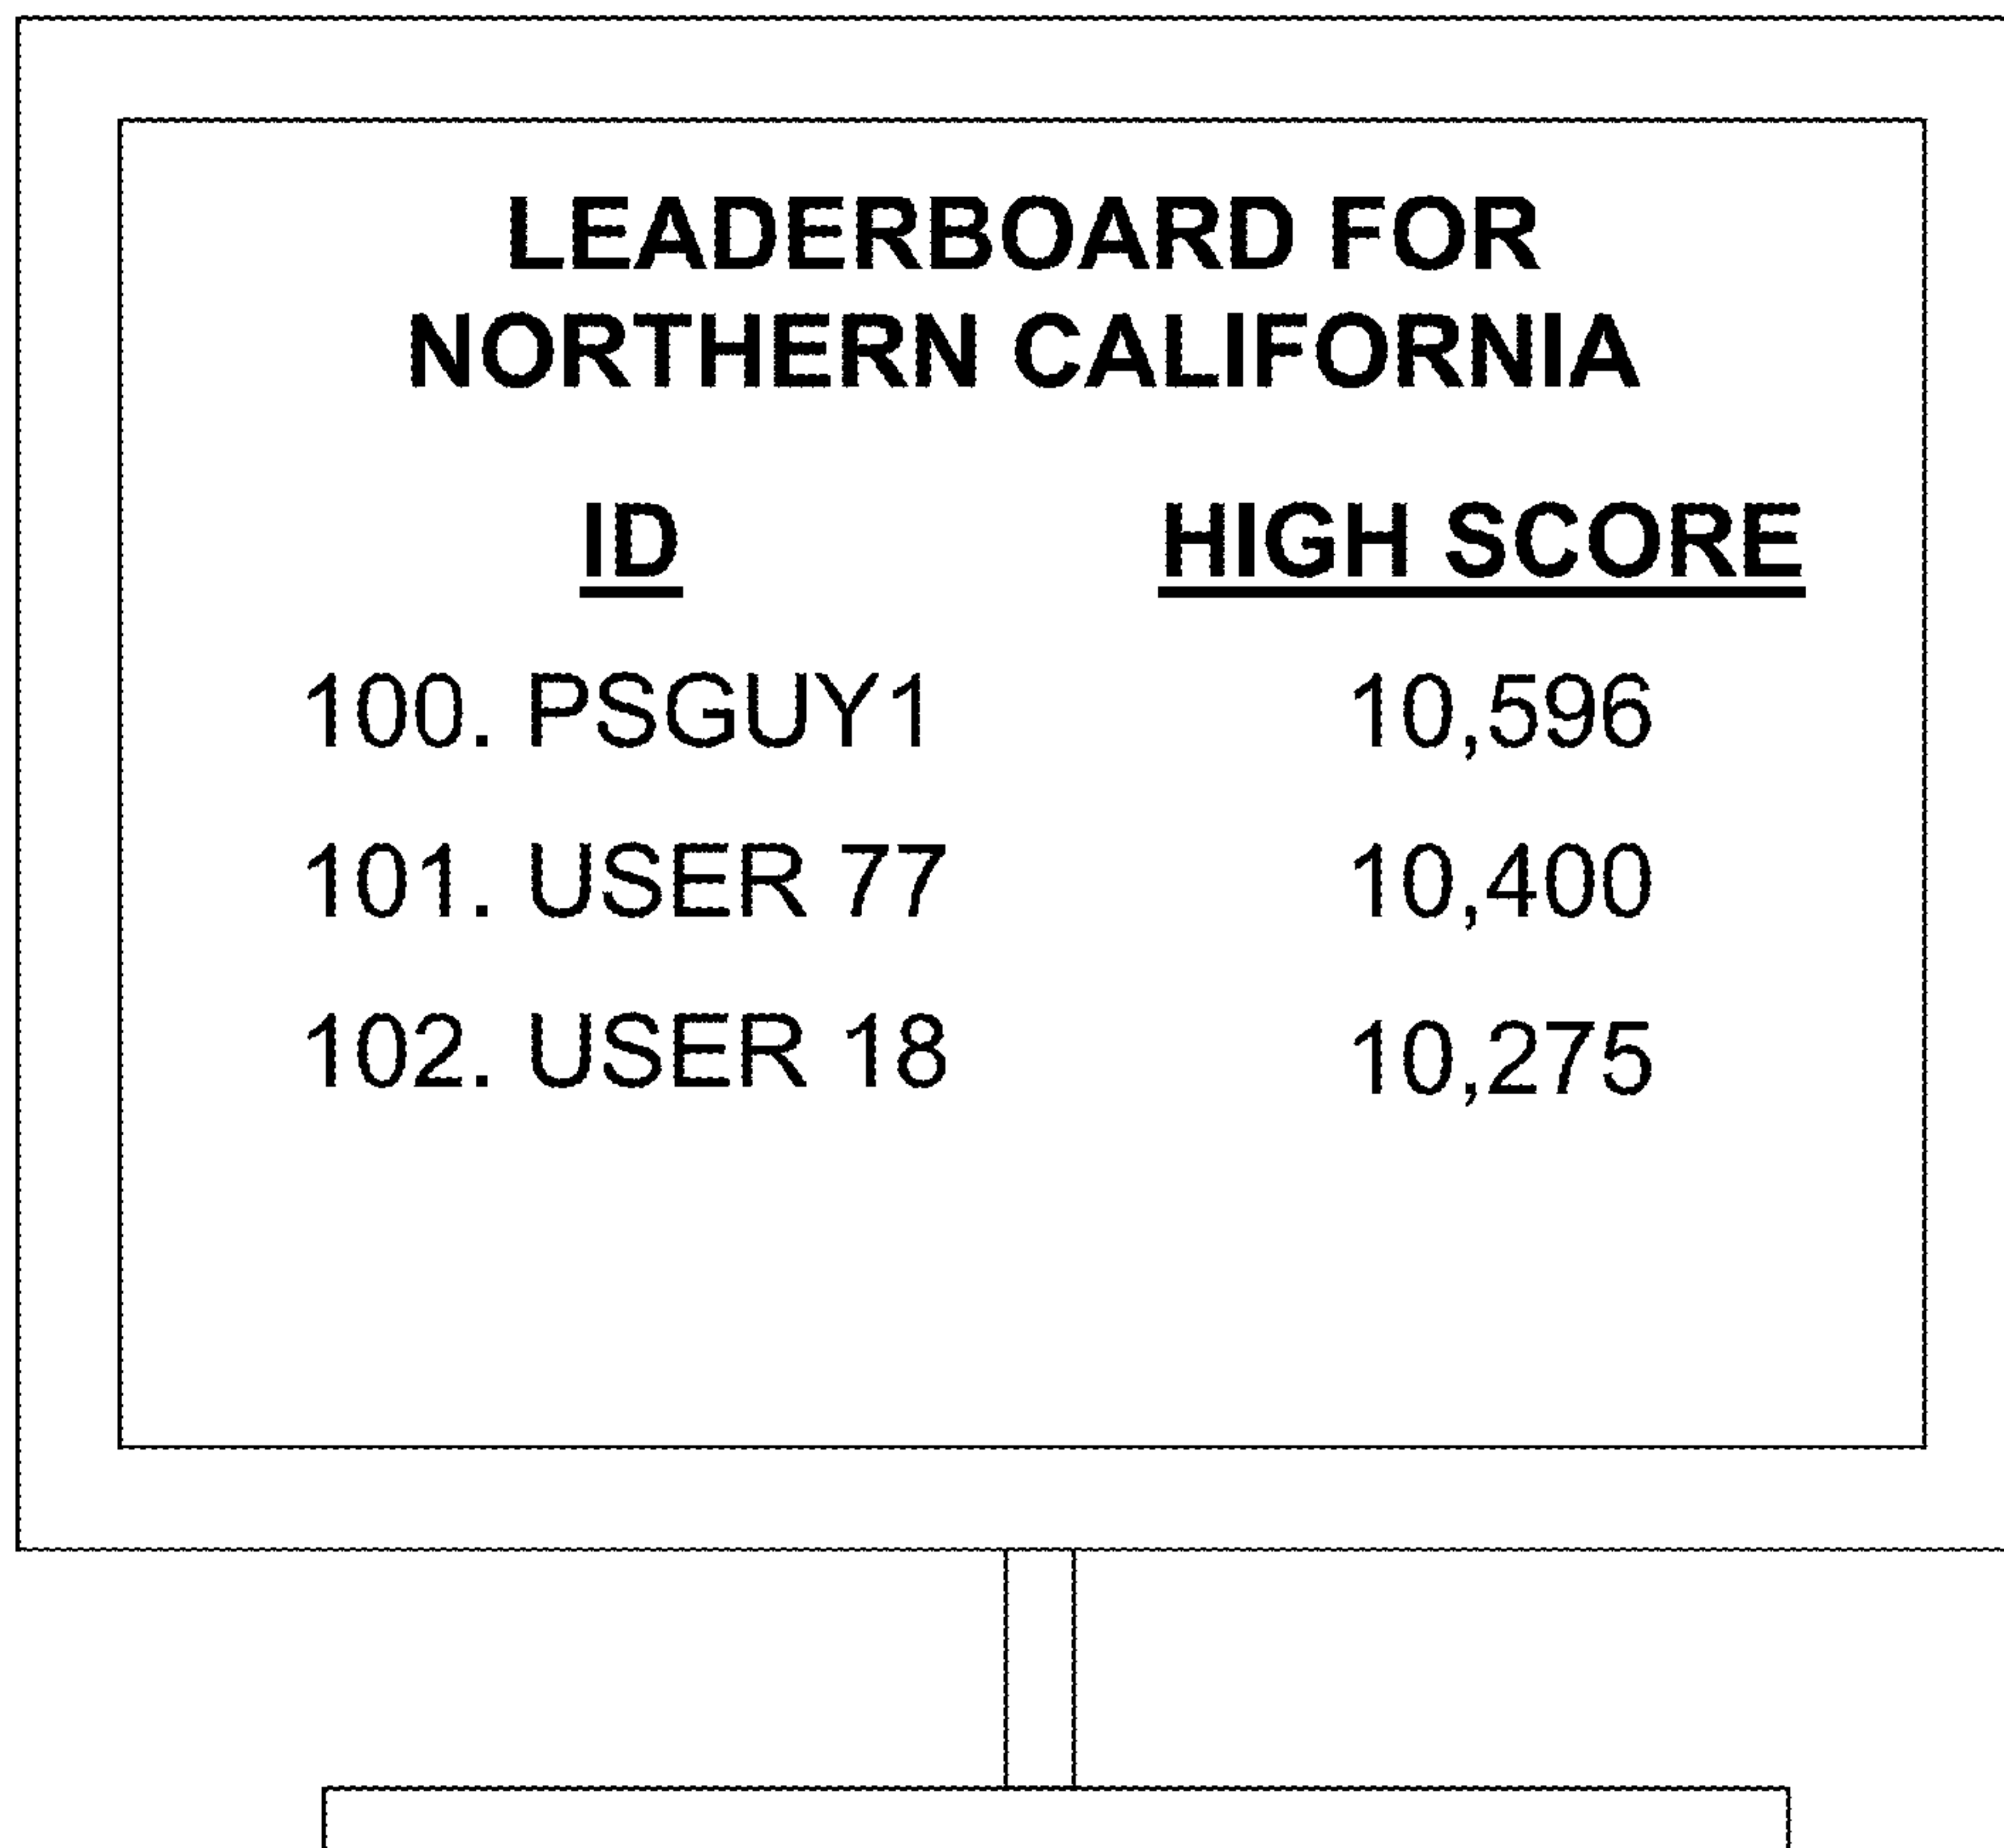 LEADERBOARD FOR
NORTHERN CALIFORNIA
ID HIGH SCORE
100. PSGUY1 10,596
101. USER 77 10,400
102. USER 18 10,275